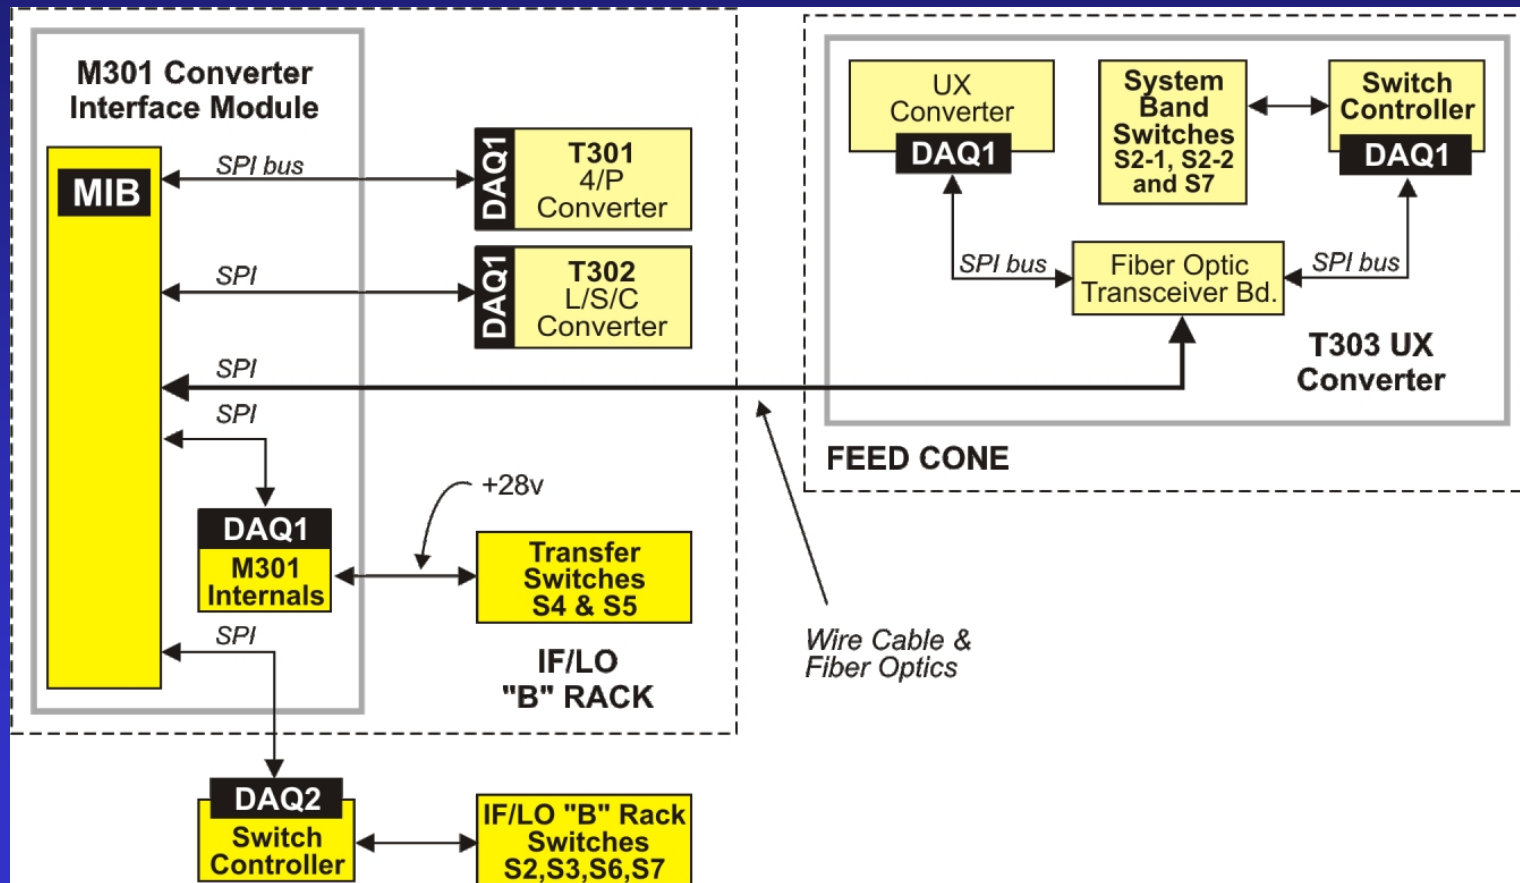 M301 Converter
Interface Module
MIB
SPI bus
DAQ1
T301
4/P
Converter
SPI
DAQ1
T302
L/S/C
Converter
SPI
SPI
DAQ1
M301
Internals
+28v
Transfer
Switches
S4 & S5
SPI
IF/LO
"B" RACK
DAQ2
Switch
Controller
IF/LO "B" Rack
Switches
S2,S3,S6,S7
UX
Converter
DAQ1
System
Band
Switches
S2-1, S2-2
and S7
Switch
Controller
DAQ1
SPI bus
Fiber Optic
Transceiver Bd.
SPI bus
T303 UX
Converter
FEED CONE
Wire Cable &
Fiber Optics